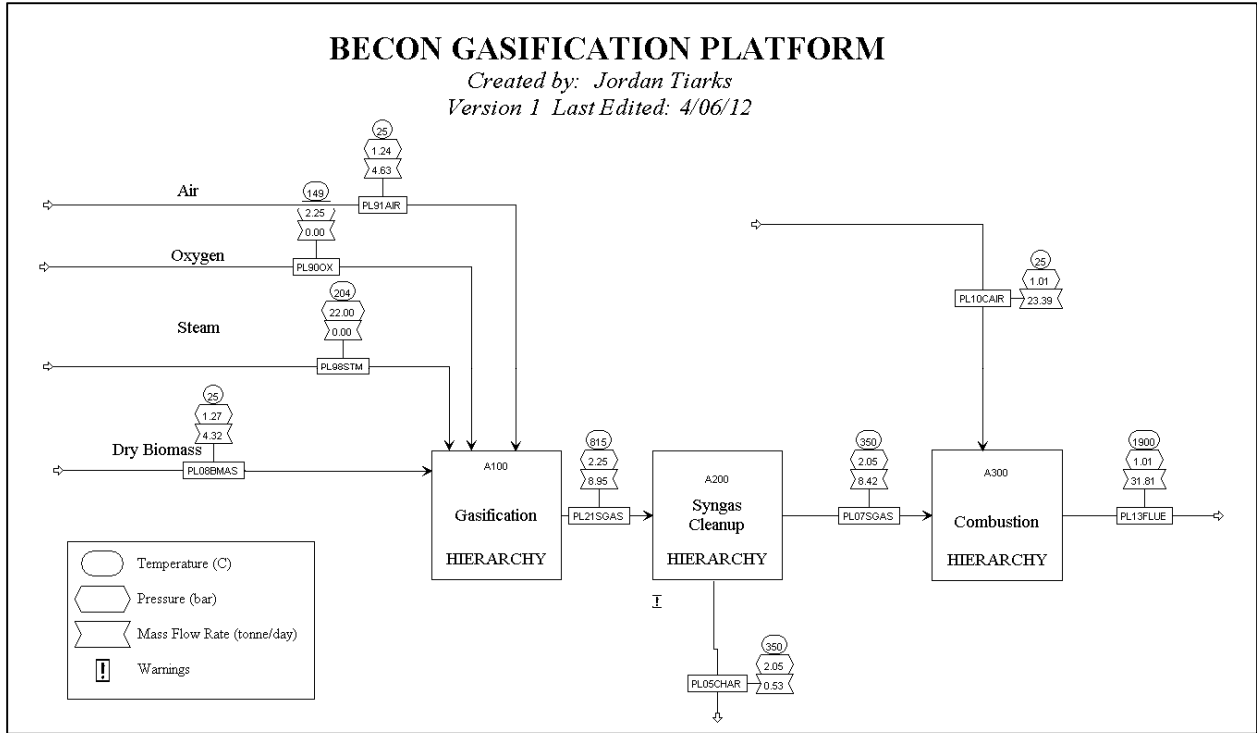 BECON GASIFICATION PLATFORM
Created by: Jordan Tiarks
Version 1 Last Edited: 4/06/12
25
1.24
4.63
Air
PL91AIR
149
2.25
0.00
Oxygen
PL90OX
204
22.00
0.00
Steam
PL98STM
25
1.27
4.32
Dry Biomass
PL08BMAS
25
1.01
23.39
PL10CAIR
A100
Gasification
HIERARCHY
815
2.25
8.95
PL21SGAS
A200
Syngas
Cleanup
HIERARCHY
350
2.05
8.42
PL07SGAS
A300
Combustion
HIERARCHY
1900
1.01
31.81
PL13FLUE
!
350
2.05
0.53
PL05CHAR
Temperature (C)
Pressure (bar)
Mass Flow Rate (tonne/day)
! Warnings